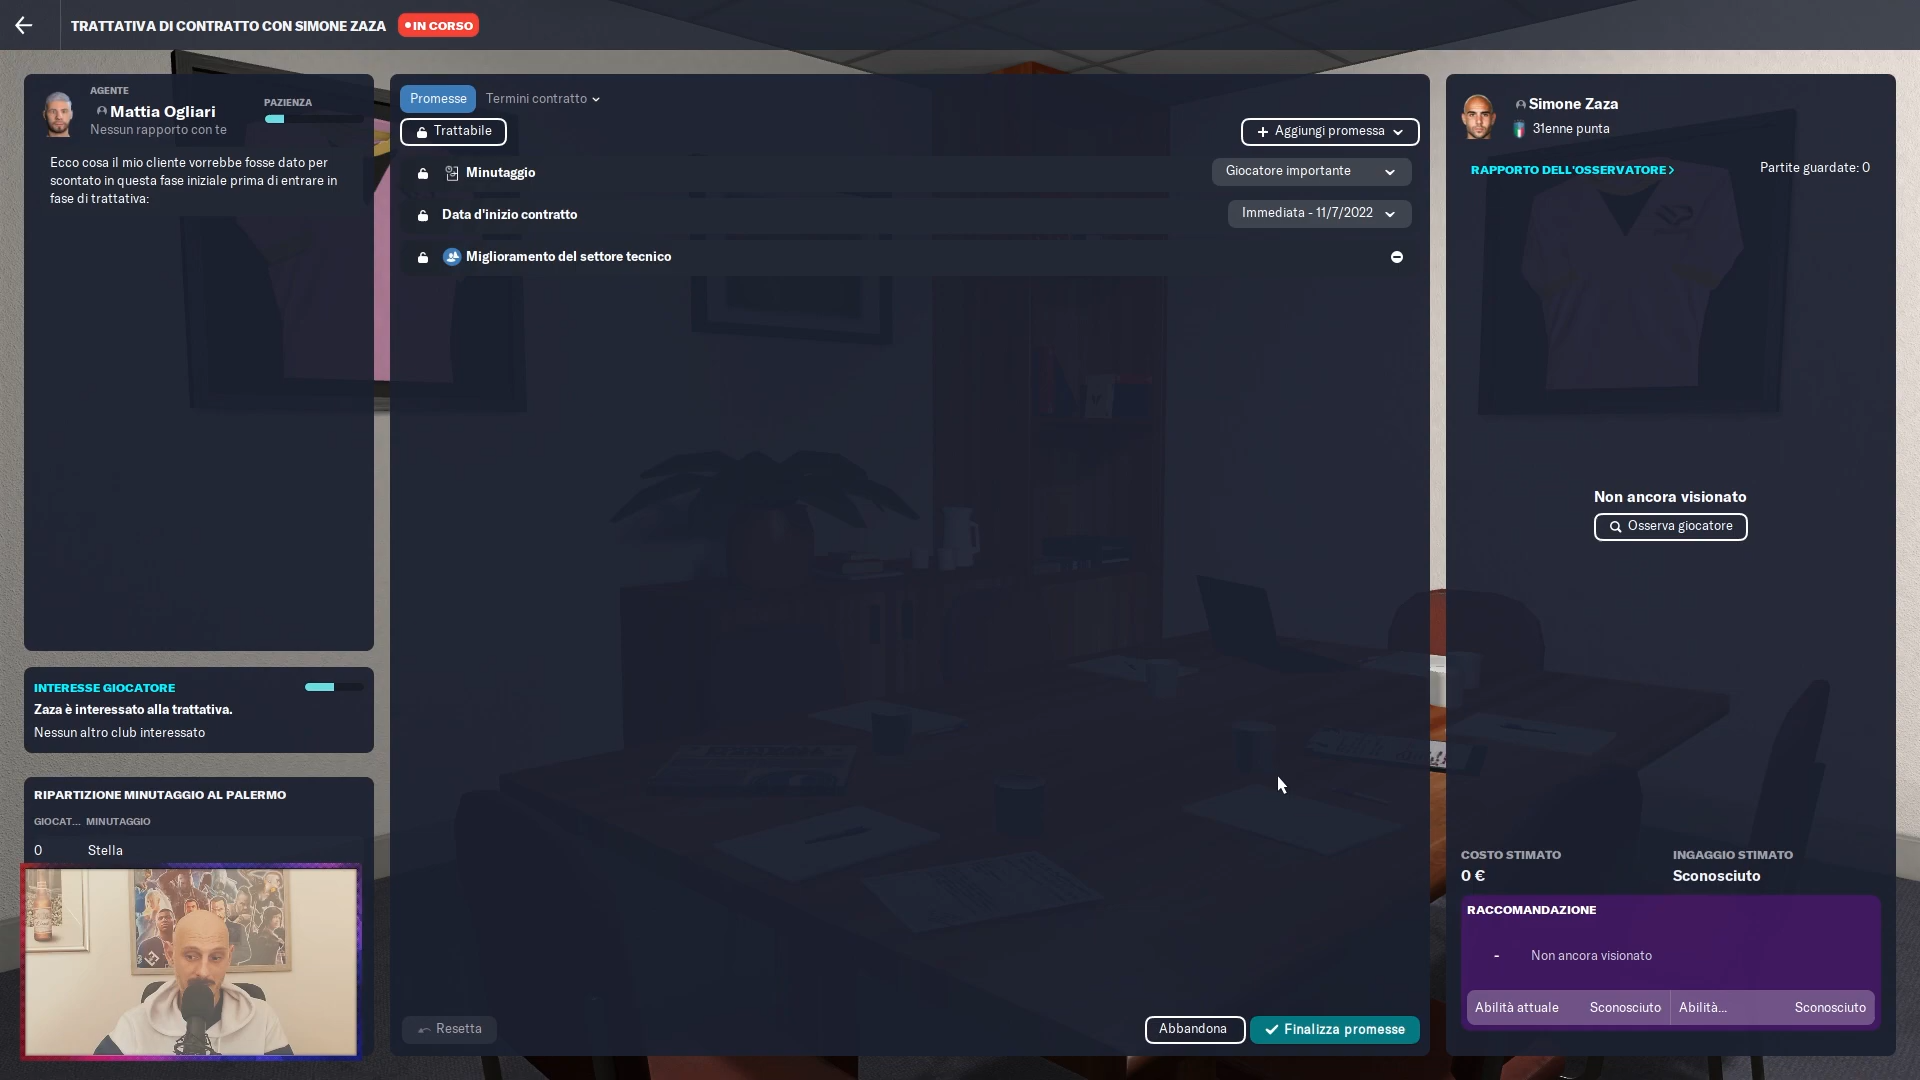 TRATTATIVA DI CONTRATTO CON SIMONE ZAZA
IN CORSO
AGENTE
Mattia Ogliari
Nessun rapporto con te
PAZIENZA
Ecco cosa il mio cliente vorrebbe fosse dato per
scontato in questa fase iniziale prima di entrare in
fase di trattativa:
INTERESSE GIOCATORE
Zaza è interessato alla trattativa.
Nessun altro club interessato
RIPARTIZIONE MINUTAGGIO AL PALERMO
GIOCAT... MINUTAGGIO
0 Stella
Promesse
Termini contratto
Trattabile
Aggiungi promessa
Minutaggio
Giocatore importante
Data d'inizio contratto
Immediata - 11/7/2022
Miglioramento del settore tecnico
Resetta
Abbandona
Finalizza promesse
Simone Zaza
31enne punta
RAPPORTO DELL'OSSERVATORE
Partite guardate: 0
Non ancora visionato
Osserva giocatore
COSTO STIMATO
0 €
INGAGGIO STIMATO
Sconosciuto
RACCOMANDAZIONE
- Non ancora visionato
Abilità attuale Sconosciuto
Abilità... Sconosciuto